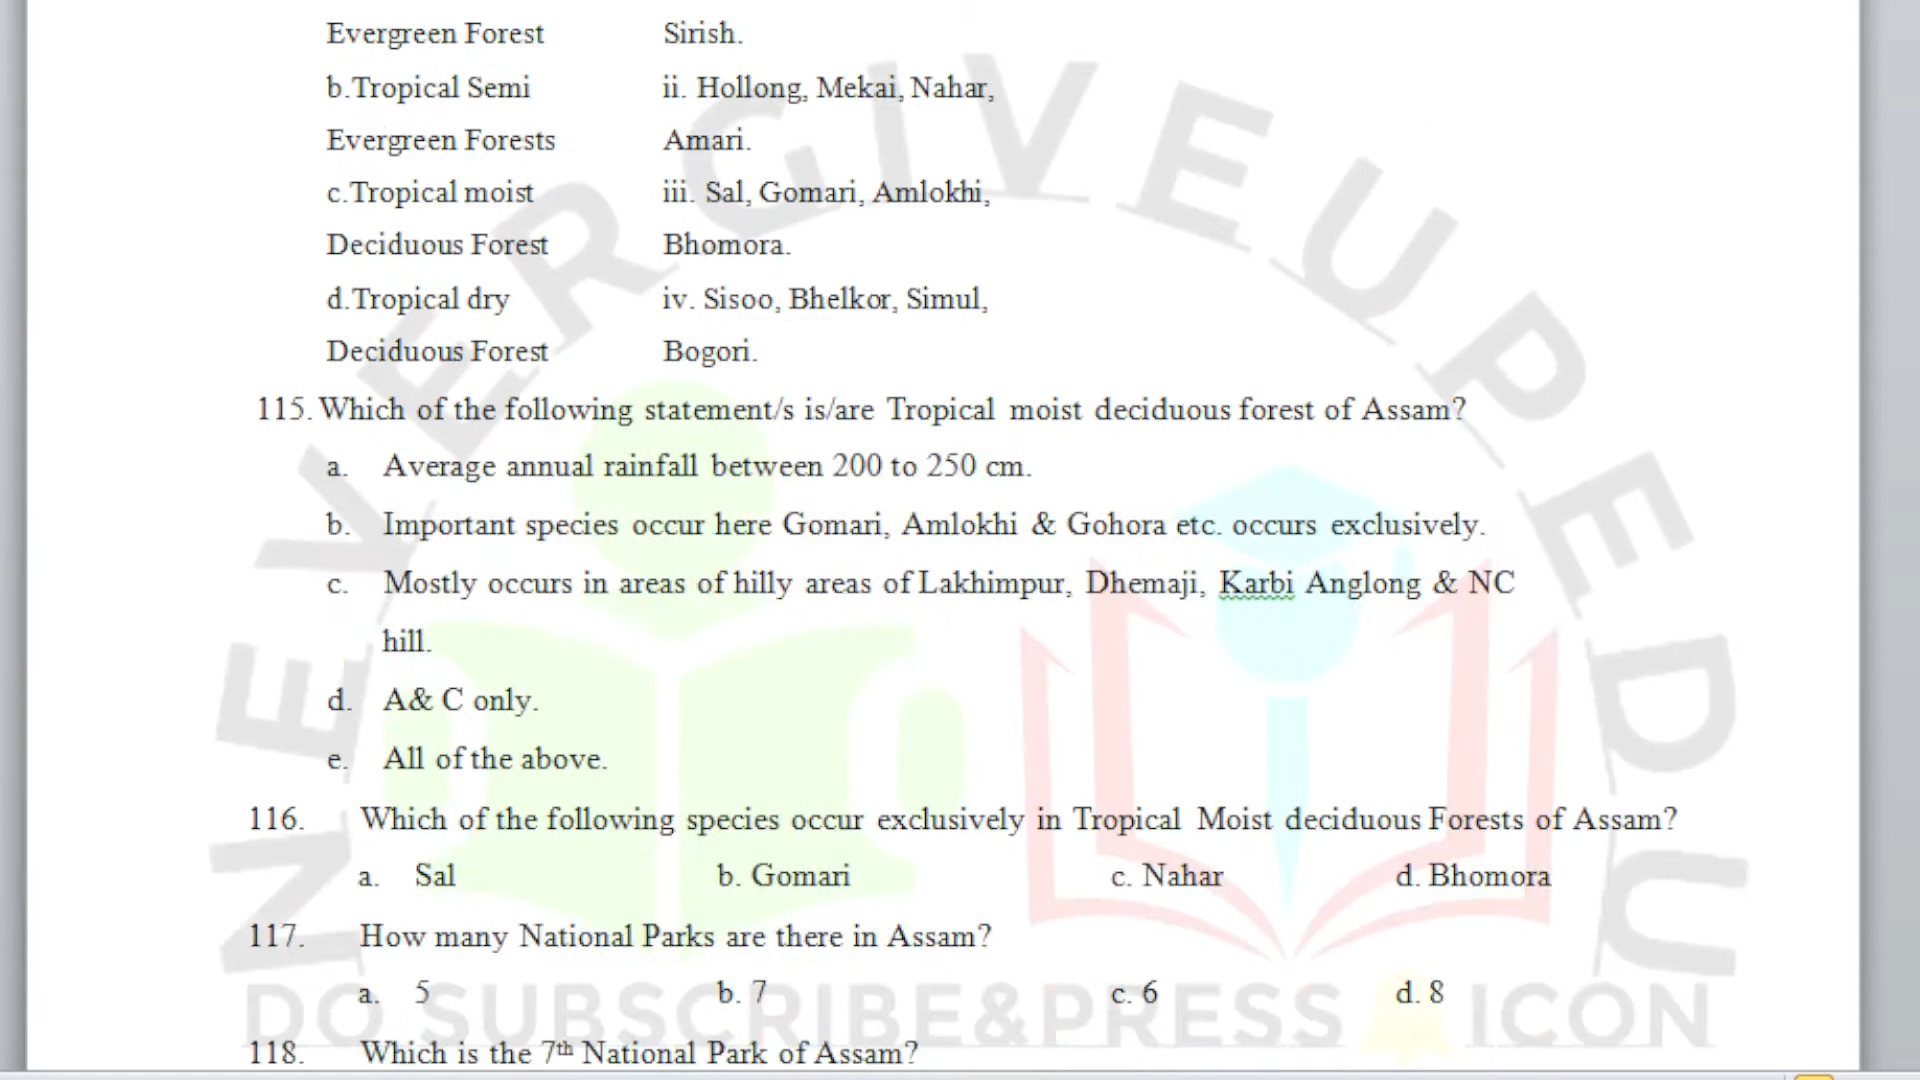 Evergreen Forest Sirish.
b.Tropical Semi ii. Hollong, Mekai, Nahar,
Evergreen Forests Amari.
c.Tropical moist iii. Sal, Gomari, Amlokhi,
Deciduous Forest Bhomora.
d.Tropical dry iv. Sisoo, Bhelkor, Simul,
Deciduous Forest Bogori.
115. Which of the following statement/s is/are Tropical moist deciduous forest of Assam?
a. Average annual rainfall between 200 to 250 cm.
b. Important species occur here Gomari, Amlokhi & Gohora etc. occurs exclusively.
c. Mostly occurs in areas of hilly areas of Lakhimpur, Dhemaji, Karbi Anglong & NC
hill.
d. A& C only.
e. All of the above.
116. Which of the following species occur exclusively in Tropical Moist deciduous Forests of Assam?
a. Sal b. Gomari c. Nahar d. Bhomora
117. How many National Parks are there in Assam?
a. 5 b. 7 c. 6 d. 8
118. Which is the 7th National Park of Assam?
NEVERGIVEUPEDU
DO SUBSCRIBE&PRESS ICON